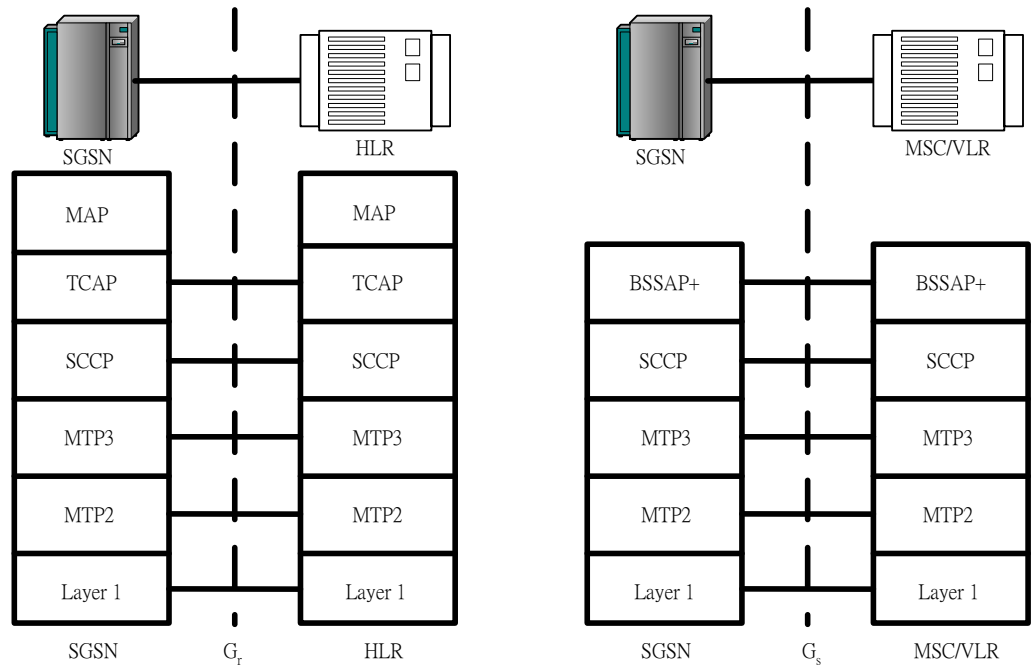 SGSN
HLR
MAP
MAP
TCAP
TCAP
SCCP
SCCP
MTP3
MTP3
MTP2
MTP2
Layer 1
Layer 1
SGSN
Gr
HLR
SGSN
MSC/VLR
BSSAP+
BSSAP+
SCCP
SCCP
MTP3
MTP3
MTP2
MTP2
Layer 1
Layer 1
SGSN
Gs
MSC/VLR